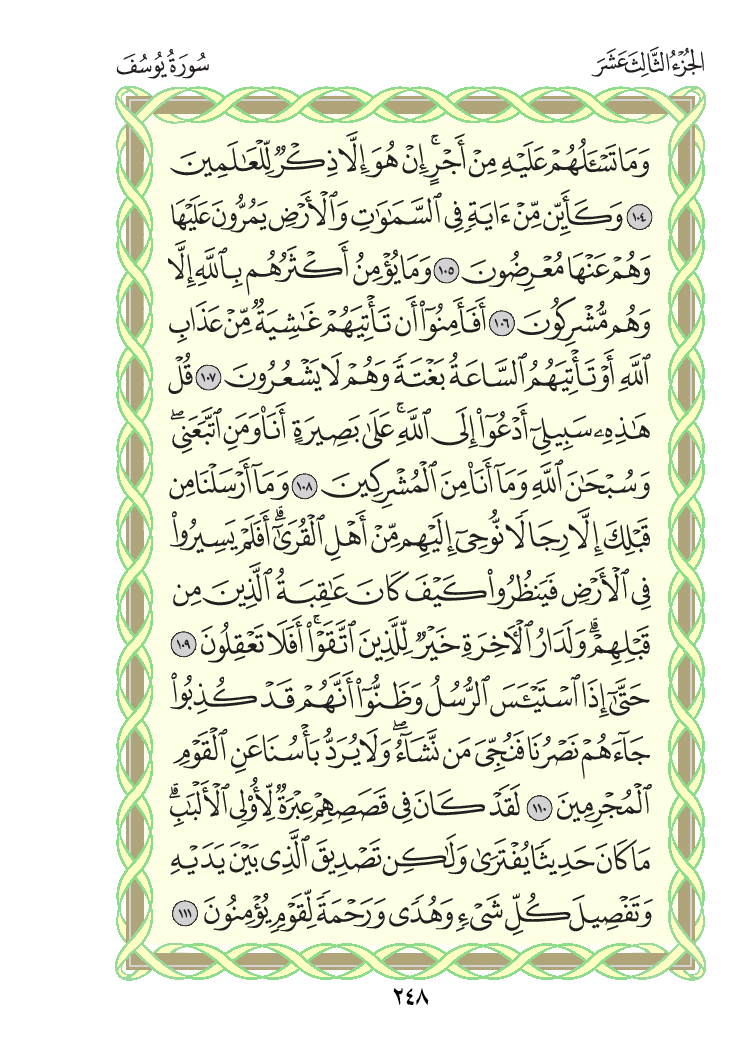 الجُزْءُ الثَّالِثَ عَشَرَ
سُورَةُ يُوسُفَ
وَمَا تَسْـَٔلُهُمْ عَلَيْهِ مِنْ أَجْرٍ ۚ إِنْ هُوَ إِلَّا ذِكْرٌ لِّلْعَـٰلَمِينَ
١٠٤ وَكَأَيِّن مِّنْ ءَايَةٍ فِى ٱلسَّمَـٰوَٰتِ وَٱلْأَرْضِ يَمُرُّونَ عَلَيْهَا
وَهُمْ عَنْهَا مُعْرِضُونَ ١٠٥ وَمَا يُؤْمِنُ أَكْثَرُهُم بِٱللَّهِ إِلَّا
وَهُم مُّشْرِكُونَ ١٠٦ أَفَأَمِنُوٓا۟ أَن تَأْتِيَهُمْ غَـٰشِيَةٌ مِّنْ عَذَابِ
ٱللَّهِ أَوْ تَأْتِيَهُمُ ٱلسَّاعَةُ بَغْتَةً وَهُمْ لَا يَشْعُرُونَ ١٠٧ قُلْ
هَـٰذِهِۦ سَبِيلِىٓ أَدْعُوٓا۟ إِلَى ٱللَّهِ ۚ عَلَىٰ بَصِيرَةٍ أَنَا۠ وَمَنِ ٱتَّبَعَنِى ۖ
وَسُبْحَـٰنَ ٱللَّهِ وَمَآ أَنَا۠ مِنَ ٱلْمُشْرِكِينَ ١٠٨ وَمَآ أَرْسَلْنَا مِن
قَبْلِكَ إِلَّا رِجَالًا نُّوحِىٓ إِلَيْهِم مِّنْ أَهْلِ ٱلْقُرَىٰٓ ۗ أَفَلَمْ يَسِيرُوا۟
فِى ٱلْأَرْضِ فَيَنظُرُوا۟ كَيْفَ كَانَ عَـٰقِبَةُ ٱلَّذِينَ مِن
قَبْلِهِمْ ۗ وَلَدَارُ ٱلْـَٔاخِرَةِ خَيْرٌ لِّلَّذِينَ ٱتَّقَوْا۟ ۚ أَفَلَا تَعْقِلُونَ ١٠٩
حَتَّىٰٓ إِذَا ٱسْتَيْـَٔسَ ٱلرُّسُلُ وَظَنُّوٓا۟ أَنَّهُمْ قَدْ كُذِبُوا۟
جَآءَهُمْ نَصْرُنَا فَنُجِّىَ مَن نَّشَآءُ ۖ وَلَا يُرَدُّ بَأْسُنَا عَنِ ٱلْقَوْمِ
ٱلْمُجْرِمِينَ ١١٠ لَقَدْ كَانَ فِى قَصَصِهِمْ عِبْرَةٌ لِّأُو۟لِى ٱلْأَلْبَـٰبِ ۗ
مَا كَانَ حَدِيثًا يُفْتَرَىٰ وَلَـٰكِن تَصْدِيقَ ٱلَّذِى بَيْنَ يَدَيْهِ
وَتَفْصِيلَ كُلِّ شَىْءٍ وَهُدًى وَرَحْمَةً لِّقَوْمٍ يُؤْمِنُونَ ١١١
٢٤٨